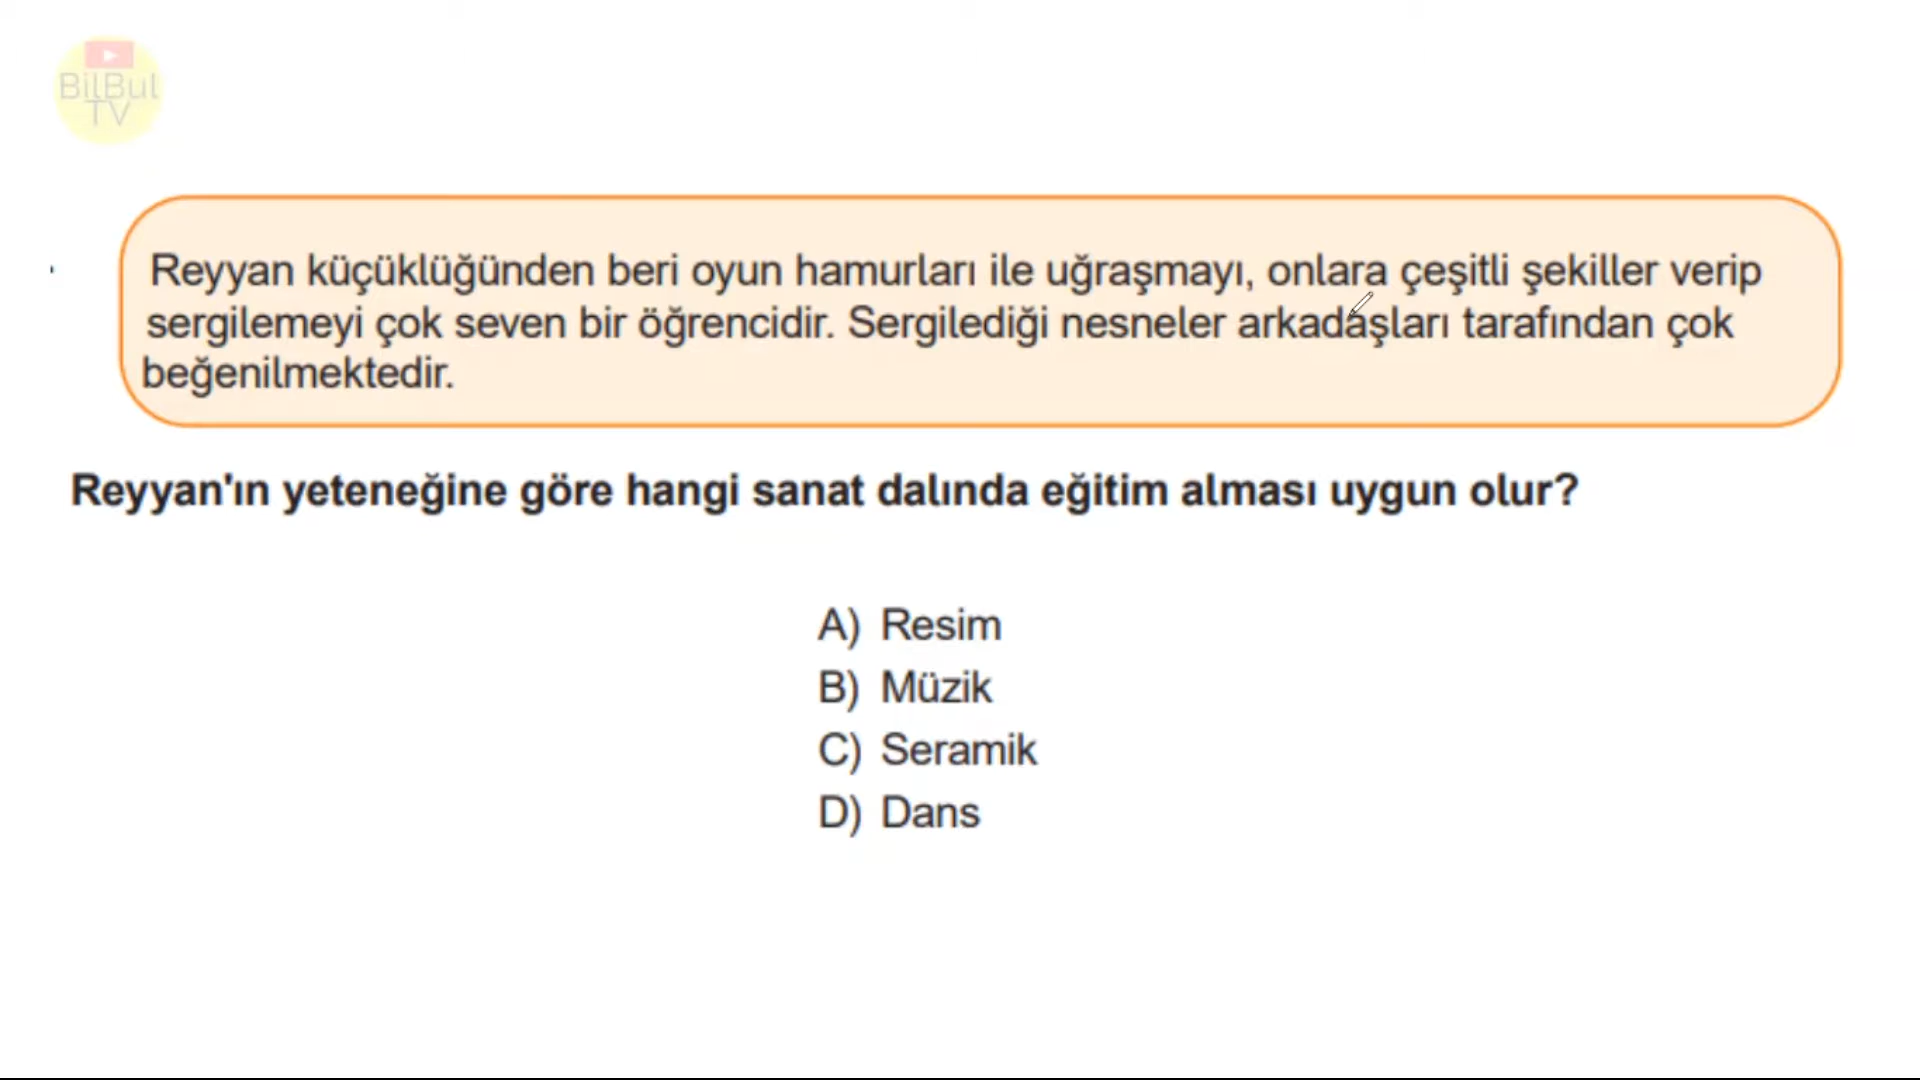 BilBul
TV
Reyyan küçüklüğünden beri oyun hamurları ile uğraşmayı, onlara çeşitli şekiller verip
sergilemeyi çok seven bir öğrencidir. Sergilediği nesneler arkadaşları tarafından çok
beğenilmektedir.
Reyyan'ın yeteneğine göre hangi sanat dalında eğitim alması uygun olur?
A) Resim
B) Müzik
C) Seramik
D) Dans